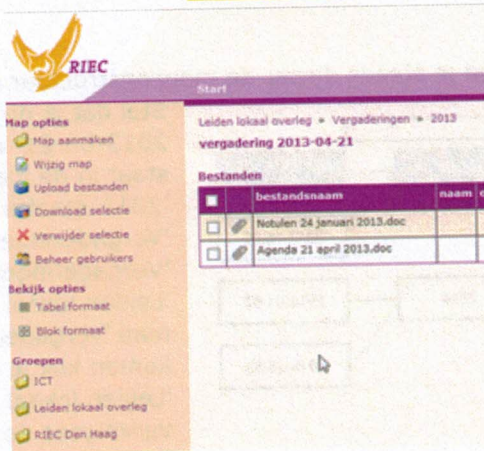 RIEC
Start
Map opties
Map aanmaken
Wijzig map
Upload bestanden
Download selectie
Verwijder selectie
Beheer gebruikers
Bekijk opties
Tabel formaat
Blok formaat
Groepen
ICT
Leiden lokaal overleg
RIEC Den Haag
Leiden lokaal overleg » Vergaderingen » 2013
vergadering 2013-04-21
Bestanden
bestandsnaam naam
Notulen 24 januari 2013.doc
Agenda 21 april 2013.doc